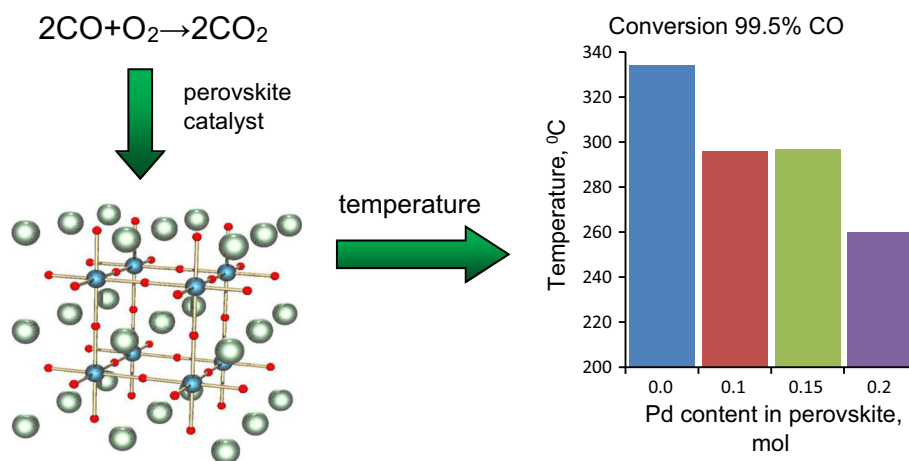 2CO+O₂→2CO₂
perovskite
catalyst
temperature
Conversion 99.5% CO
Temperature, ⁰C
340
320
300
280
260
240
220
200
0.0 0.1 0.15 0.2
Pd content in perovskite,
mol